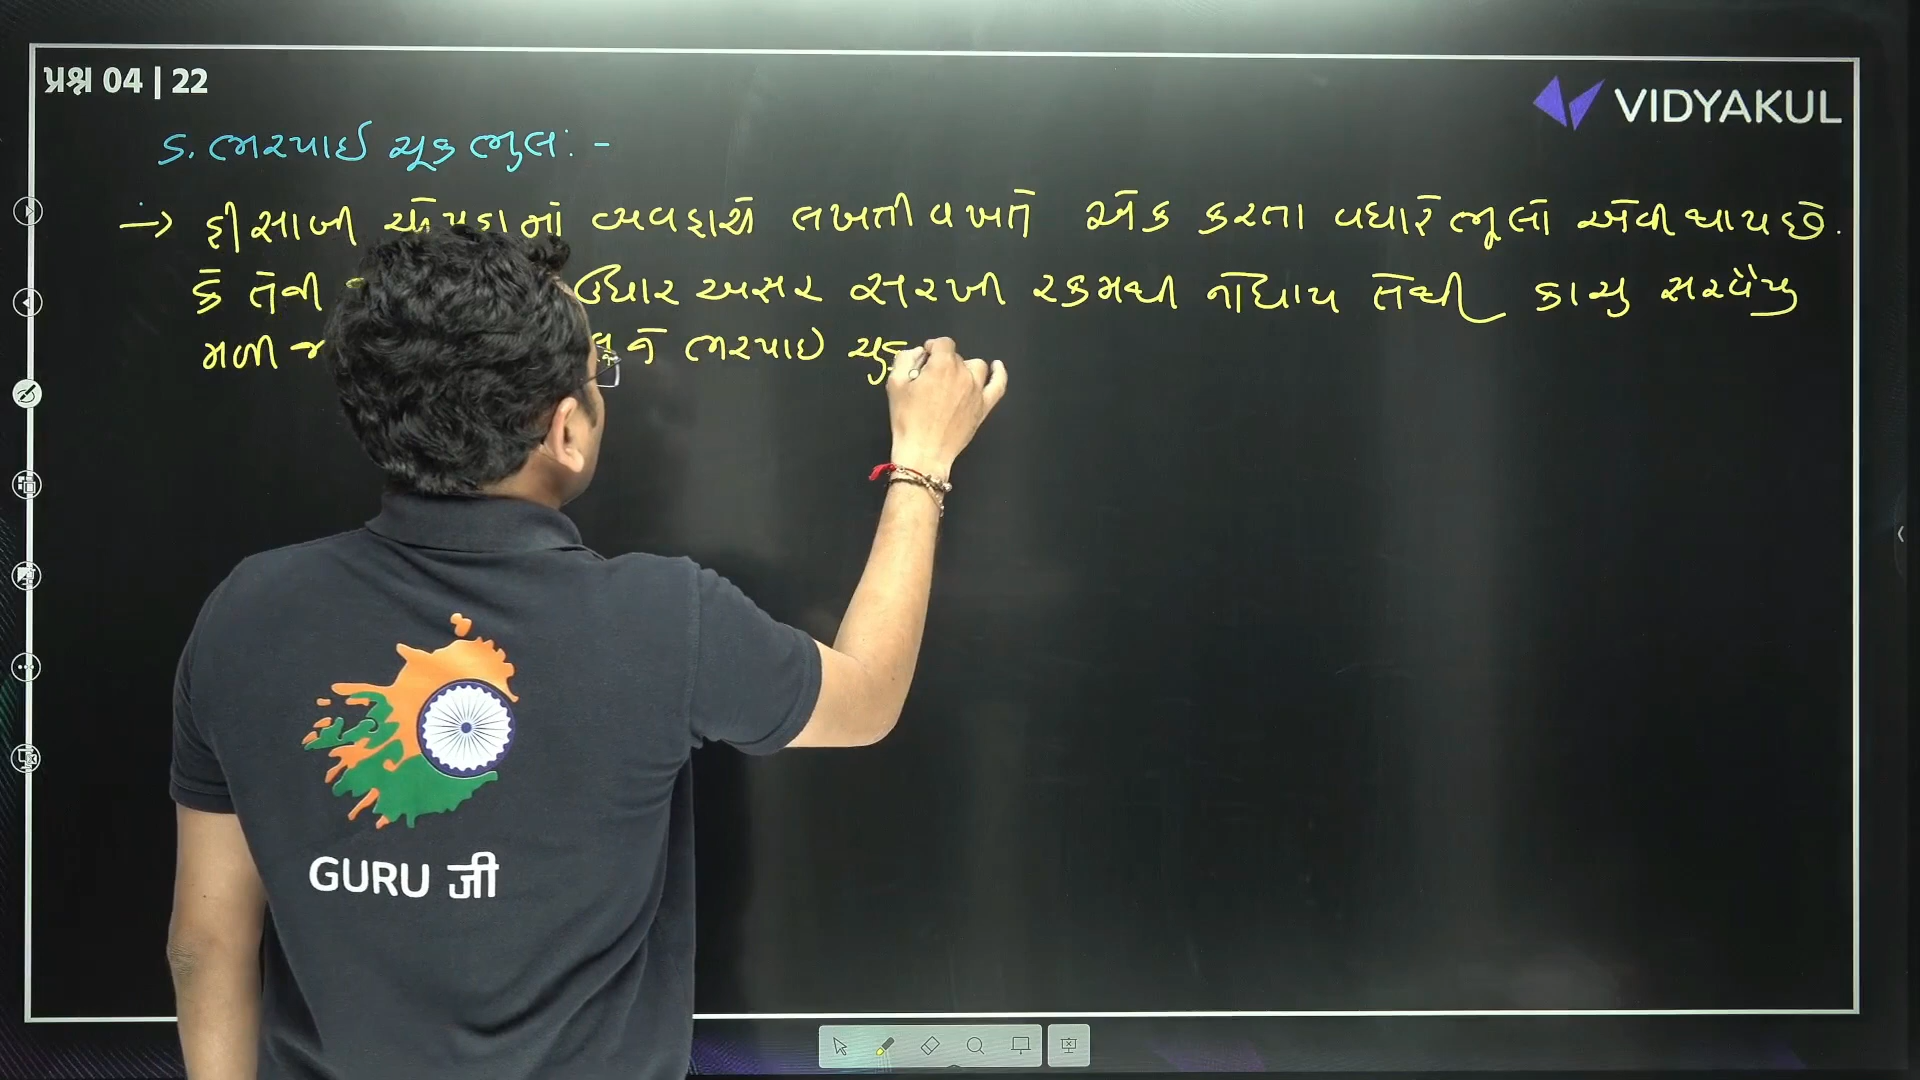 પ્રશ્ન 04 | 22
VIDYAKUL
ડ. ભરપાઈ ચૂક ભુલ: -
→ હીસાબી વ્યવહારો લખતી વખતે એક કરતા વધારે ભૂલો એવી થાય છે.
કે તેની ઉધાર અસર સરખી રકમથી નોંધાય તેથી કાચુ સરવૈયુ
મળી ભરપાઈ ચુક
GURU जी